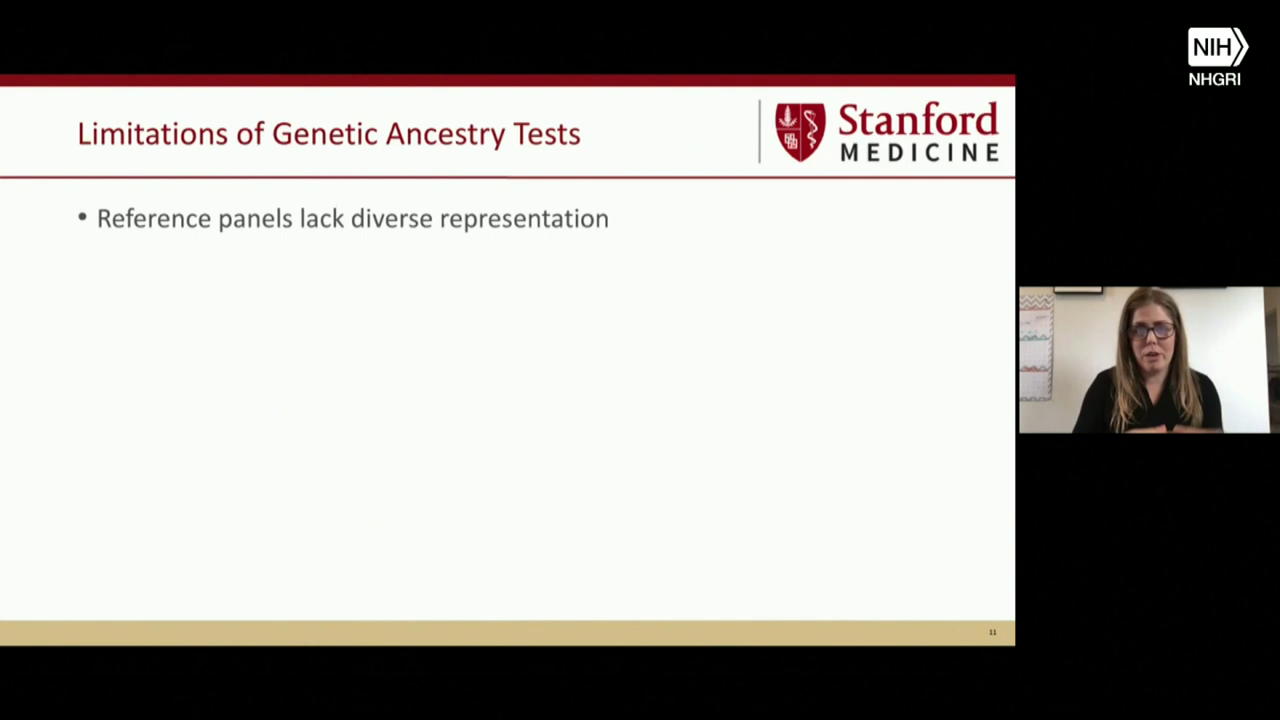 NIH
NHGRI
Limitations of Genetic Ancestry Tests
Stanford
MEDICINE
• Reference panels lack diverse representation
11